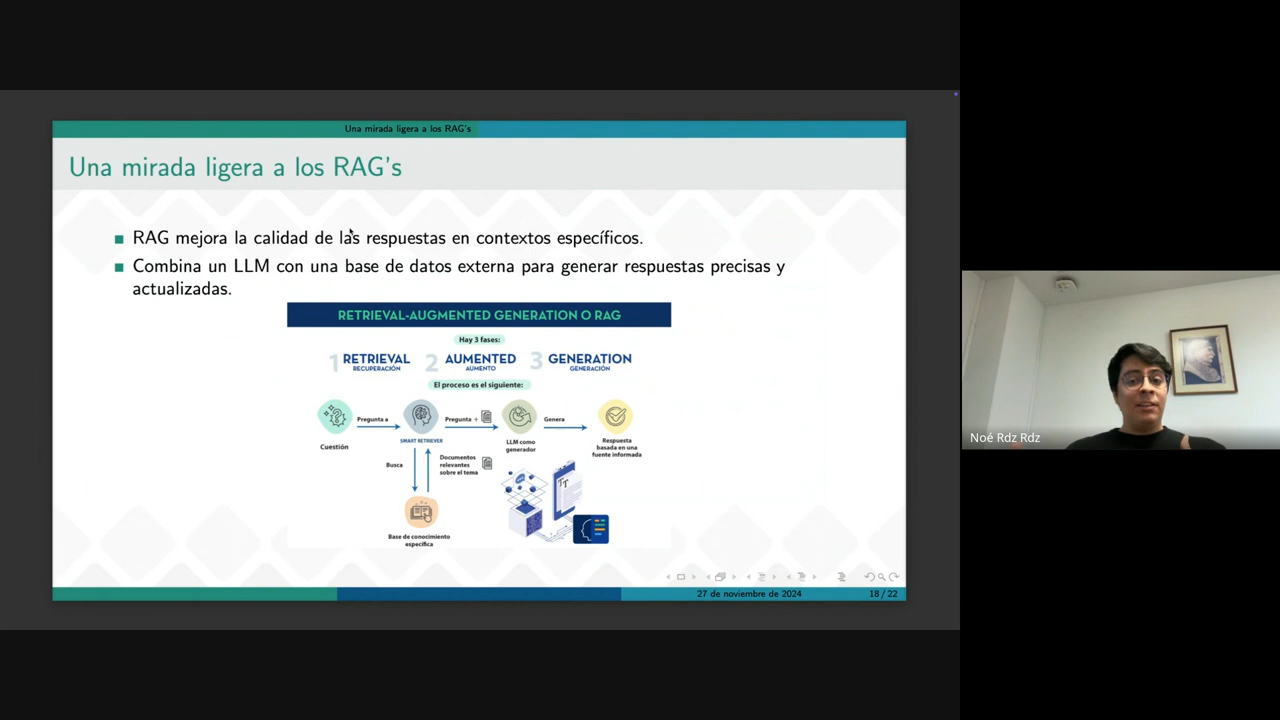 Una mirada ligera a los RAG's
Una mirada ligera a los RAG's
RAG mejora la calidad de las respuestas en contextos específicos.
Combina un LLM con una base de datos externa para generar respuestas precisas y
actualizadas.
RETRIEVAL-AUGMENTED GENERATION O RAG
Hay 3 fases:
1 RETRIEVAL 2 AUMENTED 3 GENERATION
RECUPERACIÓN AUMENTO GENERACIÓN
El proceso es el siguiente:
Pregunta a Pregunta + Genera
Cuestión
SMART RETRIEVER
LLM como
generador
Respuesta
basada en una
fuente informada
Busca
Documentos
relevantes
sobre el tema
TT
Base de conocimiento
específica
27 de noviembre de 2024 18 / 22
Noé Rdz Rdz